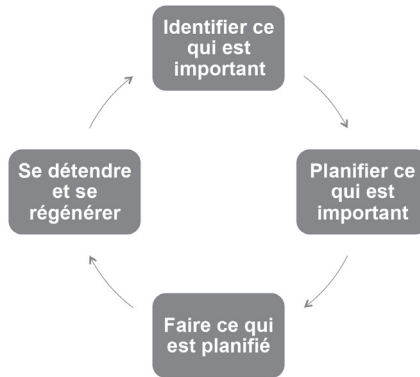 Identifier ce
qui est
important
Planifier ce
qui est
important
Faire ce qui
est planifié
Se détendre
et se
régénérer